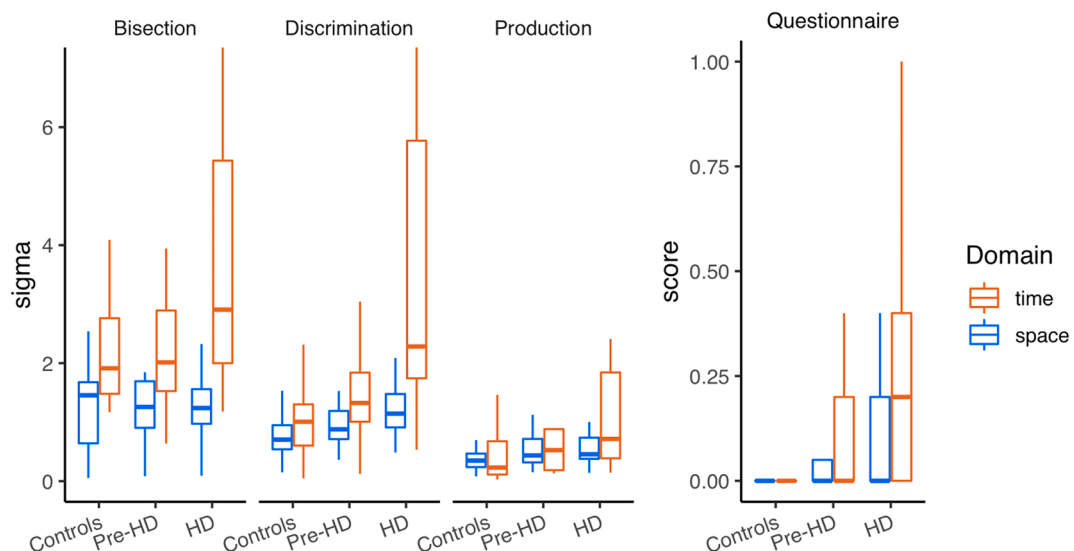 Bisection
Discrimination
Production
Questionnaire
sigma
6
4
2
0
Controls
Pre-HD
HD
Controls
Pre-HD
HD
Controls
Pre-HD
HD
score
1.00
0.75
0.50
0.25
0.00
Controls
Pre-HD
HD
Domain
time
space